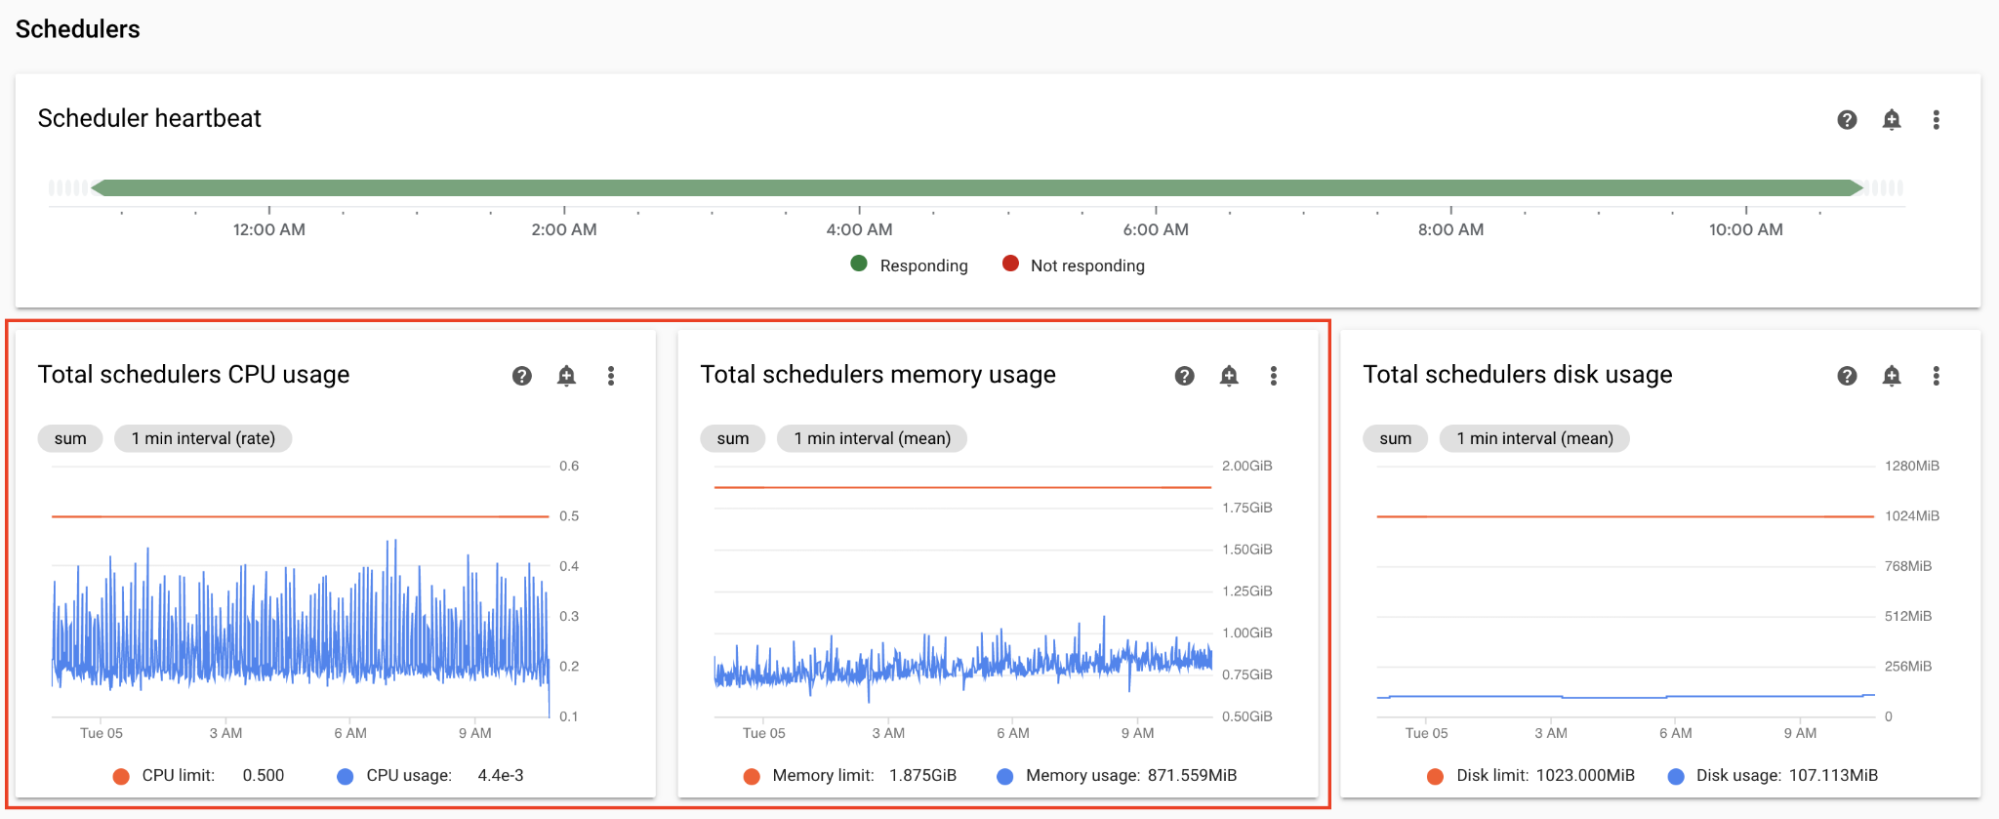 Schedulers
Scheduler heartbeat
12:00 AM 2:00 AM 4:00 AM 6:00 AM 8:00 AM 10:00 AM
Responding Not responding
Total schedulers CPU usage
sum 1 min interval (rate)
0.6
0.5
0.4
0.3
0.2
0.1
Tue 05 3 AM 6 AM 9 AM
CPU limit: 0.500 CPU usage: 4.4e-3
Total schedulers memory usage
sum 1 min interval (mean)
2.00GiB
1.75GiB
1.50GiB
1.25GiB
1.00GiB
0.75GiB
0.50GiB
Tue 05 3 AM 6 AM 9 AM
Memory limit: 1.875GiB Memory usage: 871.559MiB
Total schedulers disk usage
sum 1 min interval (mean)
1280MiB
1024MiB
768MiB
512MiB
256MiB
0
Tue 05 3 AM 6 AM 9 AM
Disk limit: 1023.000MiB Disk usage: 107.113MiB